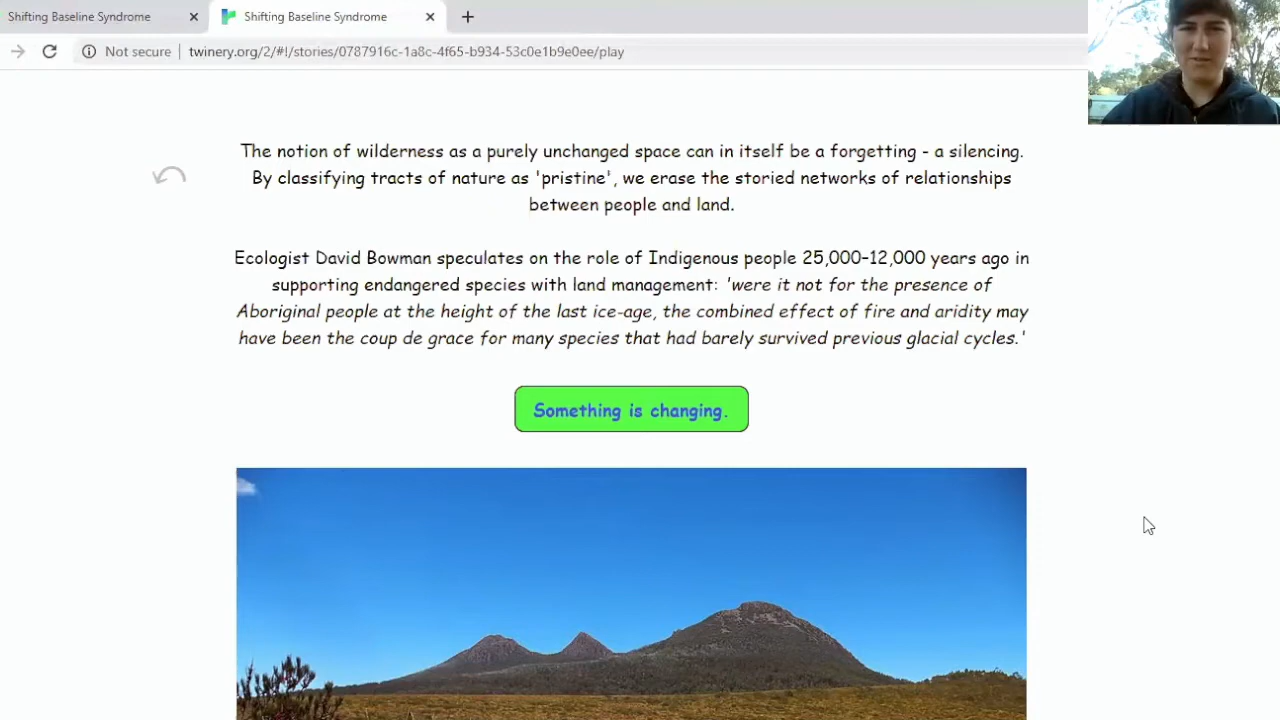 Shifting Baseline Syndrome
Shifting Baseline Syndrome
Not secure
twinery.org/2/#!/stories/0787916c-1a8c-4f65-b934-53c0e1b9e0ee/play
The notion of wilderness as a purely unchanged space can in itself be a forgetting - a silencing.
By classifying tracts of nature as 'pristine', we erase the storied networks of relationships
between people and land.
Ecologist David Bowman speculates on the role of Indigenous people 25,000–12,000 years ago in
supporting endangered species with land management: 'were it not for the presence of
Aboriginal people at the height of the last ice-age, the combined effect of fire and aridity may
have been the coup de grace for many species that had barely survived previous glacial cycles.'
Something is changing.